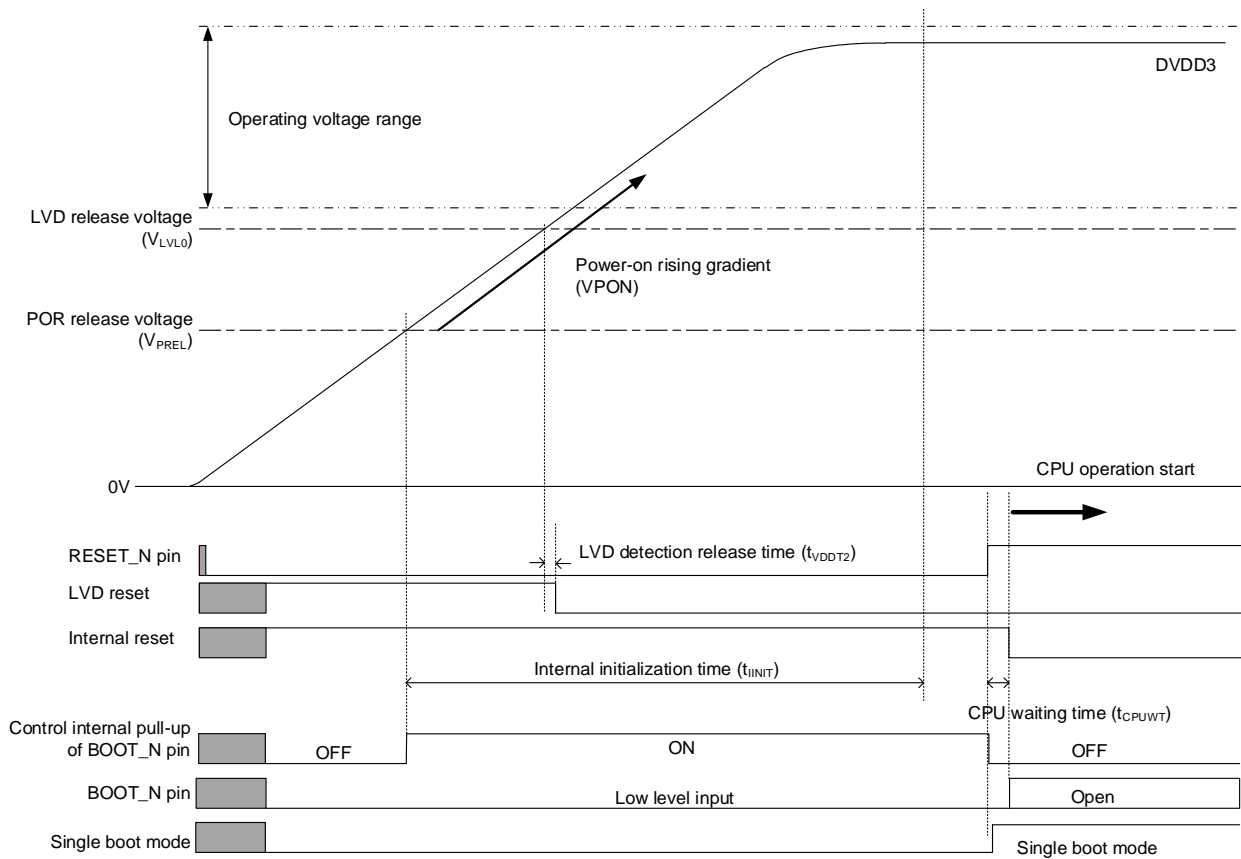 DVDD3
Operating voltage range
LVD release voltage
(VLVL0)
Power-on rising gradient
(VPON)
POR release voltage
(VPREL)
0V
CPU operation start
RESET_N pin
LVD detection release time (tVDDT2)
LVD reset
Internal reset
Internal initialization time (tIINIT)
CPU waiting time (tCPUWT)
Control internal pull-up
of BOOT_N pin
OFF
ON
OFF
BOOT_N pin
Low level input
Open
Single boot mode
Single boot mode